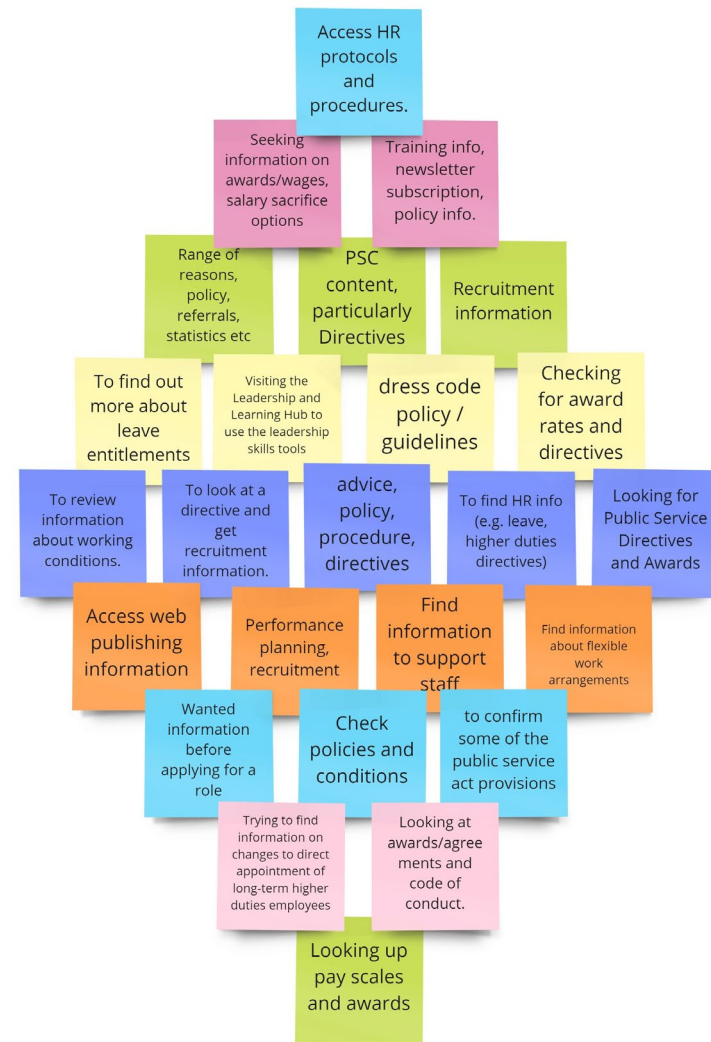 Access HR
protocols
and
procedures.
Seeking
information on
awards/wages,
salary sacrifice
options
Training info,
newsletter
subscription,
policy info.
Range of
reasons,
policy,
referrals,
statistics etc
PSC
content,
particularly
Directives
Recruitment
information
To find out
more about
leave
entitlements
Visiting the
Leadership and
Learning Hub to
use the leadership
skills tools
dress code
policy /
guidelines
Checking
for award
rates and
directives
To review
information
about working
conditions.
To look at a
directive and
get
recruitment
information.
advice,
policy,
procedure,
directives
To find HR info
(e.g. leave,
higher duties
directives)
Looking for
Public Service
Directives
and Awards
Access web
publishing
information
Performance
planning,
recruitment
Find
information
to support
staff
Find information
about flexible
work
arrangements
Wanted
information
before
applying for a
role
Check
policies and
conditions
to confirm
some of the
public service
act provisions
Trying to find
information on
changes to direct
appointment of
long-term higher
duties employees
Looking at
awards/agree
ments and
code of
conduct.
Looking up
pay scales
and awards